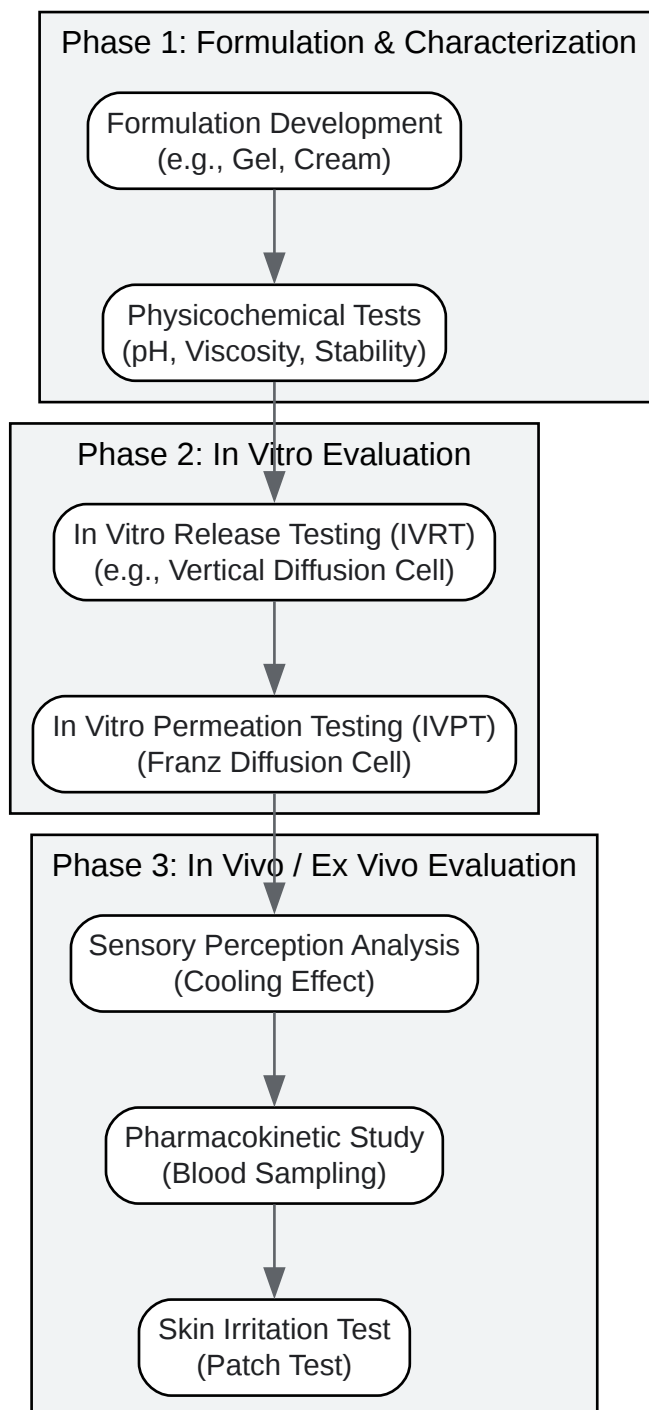 Phase 1: Formulation & Characterization
Formulation Development
(e.g., Gel, Cream)
Physicochemical Tests
(pH, Viscosity, Stability)
Phase 2: In Vitro Evaluation
In Vitro Release Testing (IVRT)
(e.g., Vertical Diffusion Cell)
In Vitro Permeation Testing (IVPT)
(Franz Diffusion Cell)
Phase 3: In Vivo / Ex Vivo Evaluation
Sensory Perception Analysis
(Cooling Effect)
Pharmacokinetic Study
(Blood Sampling)
Skin Irritation Test
(Patch Test)